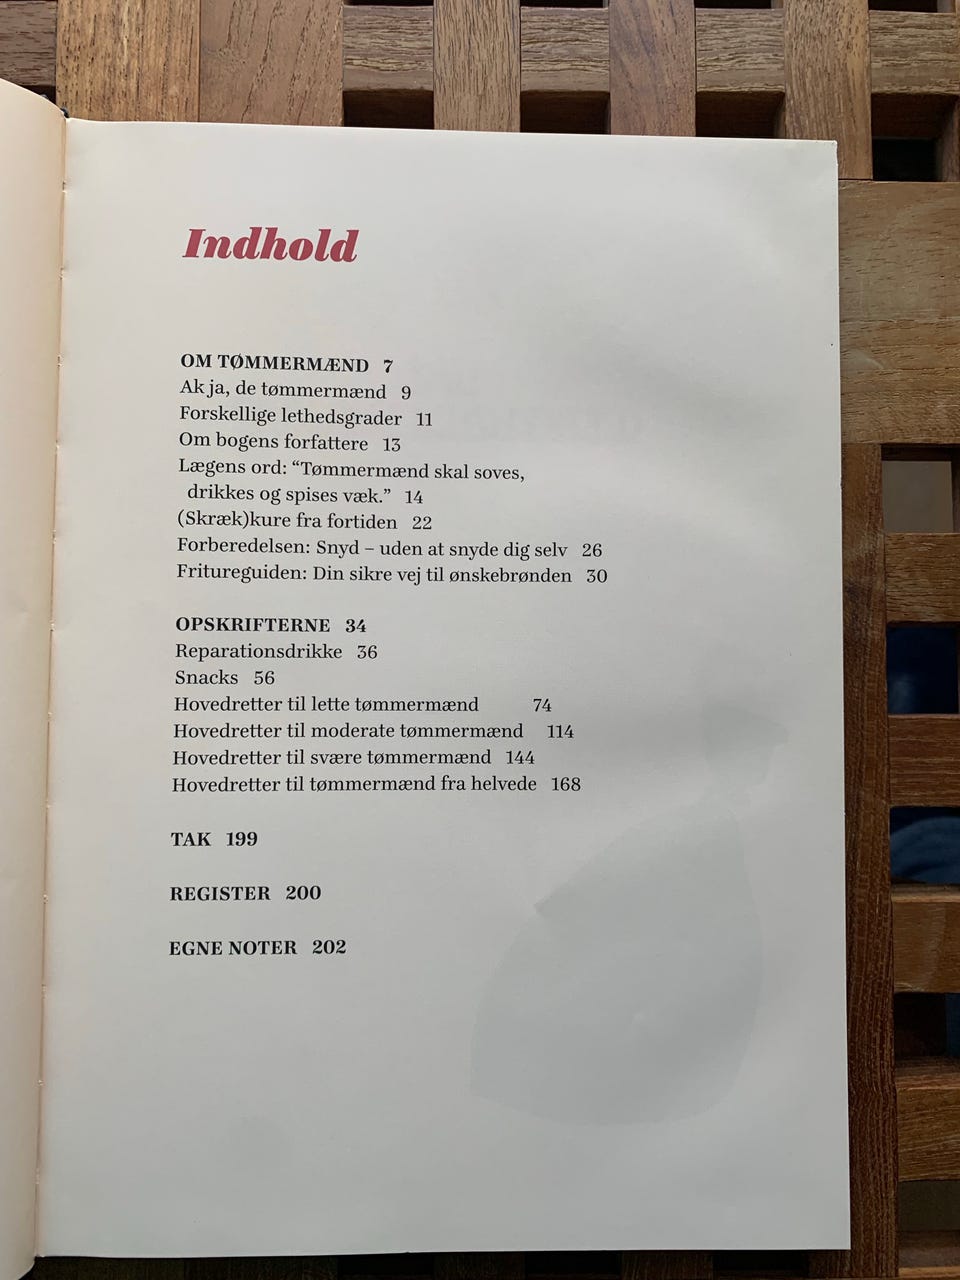 Indhold
OM TØMMERMÆND 7
Ak ja, de tømmermænd 9
Forskellige lethedsgrader 11
Om bogens forfattere 13
Lægens ord: “Tømmermænd skal soves,
drikkes og spises væk.” 14
(Skræk)kure fra fortiden 22
Forberedelsen: Snyd – uden at snyde dig selv 26
Fritureguiden: Din sikre vej til ønskebrønden 30
OPSKRIFTERNE 34
Reparationsdrikke 36
Snacks 56
Hovedretter til lette tømmermænd 74
Hovedretter til moderate tømmermænd 114
Hovedretter til svære tømmermænd 144
Hovedretter til tømmermænd fra helvede 168
TAK 199
REGISTER 200
EGNE NOTER 202